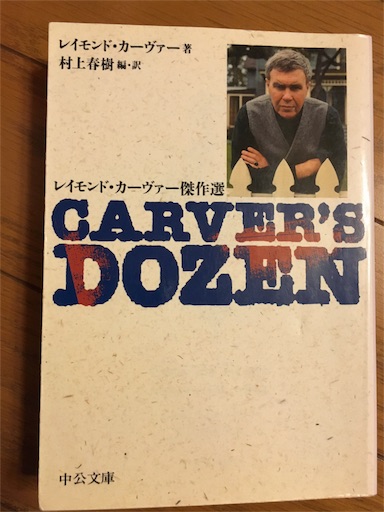 レイモンド・カーヴァー 著
村上春樹 編・訳
レイモンド・カーヴァー傑作選
CARVER'S
DOZEN
中公文庫